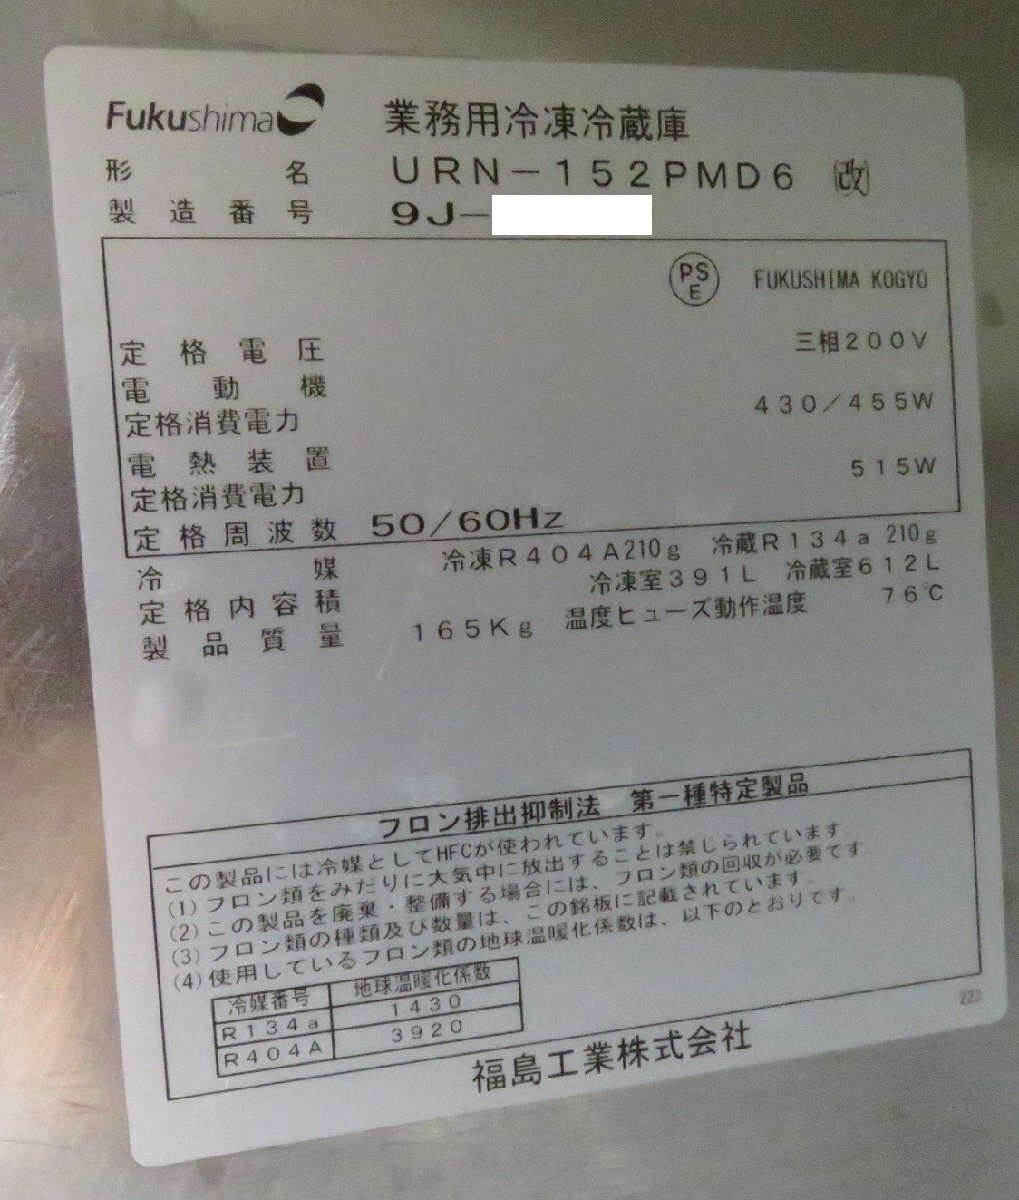 Fukushima 業務用冷凍冷蔵庫
形名 URN-152PMD6 改
製造番号 9J-
PSE FUKUSHIMA KOGYO
定格電圧 三相200V
電動機
定格消費電力 430/455W
電熱装置
定格消費電力 515W
定格周波数 50/60Hz
冷媒 冷凍R404A210g 冷蔵R134a 210g
定格内容積 冷凍室391L 冷蔵室612L
製品質量 165Kg 温度ヒューズ動作温度 76℃
フロン排出抑制法 第一種特定製品
この製品には冷媒としてHFCが使われています。
(1) フロン類をみだりに大気中に放出することは禁じられています。
(2) この製品を廃棄・整備する場合には、フロン類の回収が必要てす。
(3) フロン類の種類及び数量は、この銘板に記載されています。
(4) 使用しているフロン類の地球温暖化係数は、以下のとおりてす。
冷媒番号 地球温暖化係数
R134a 1430
R404A 3920
223
福島工業株式会社